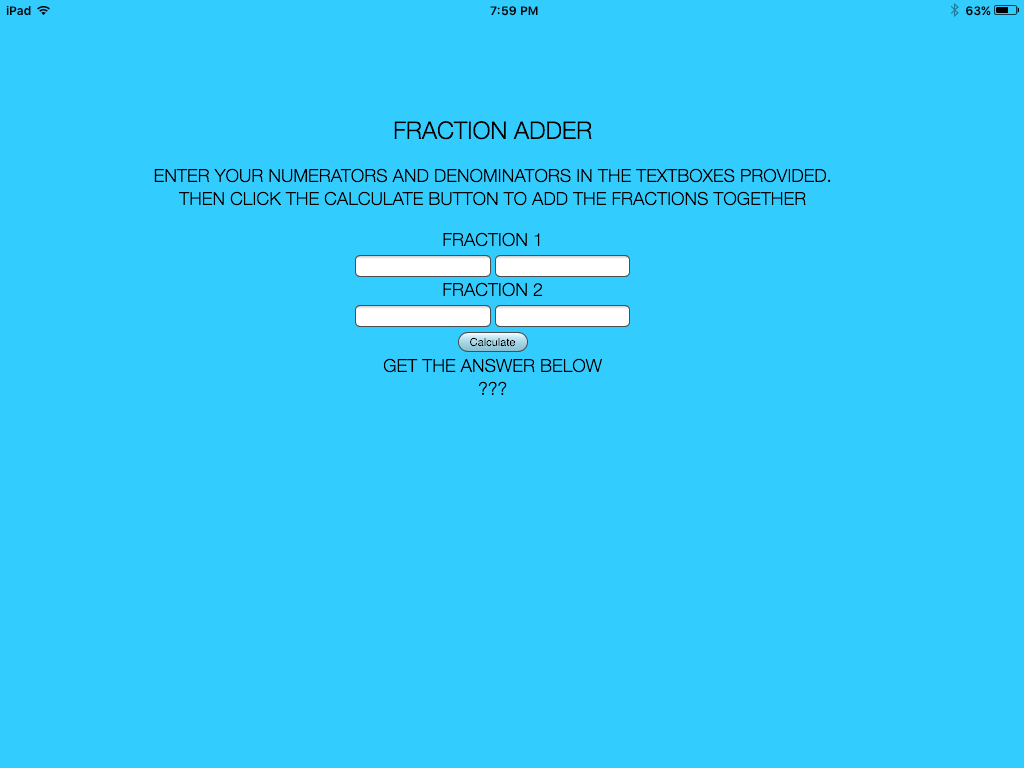 iPad 7:59 PM 63%
FRACTION ADDER
ENTER YOUR NUMERATORS AND DENOMINATORS IN THE TEXTBOXES PROVIDED.
THEN CLICK THE CALCULATE BUTTON TO ADD THE FRACTIONS TOGETHER
FRACTION 1
FRACTION 2
Calculate
GET THE ANSWER BELOW
???